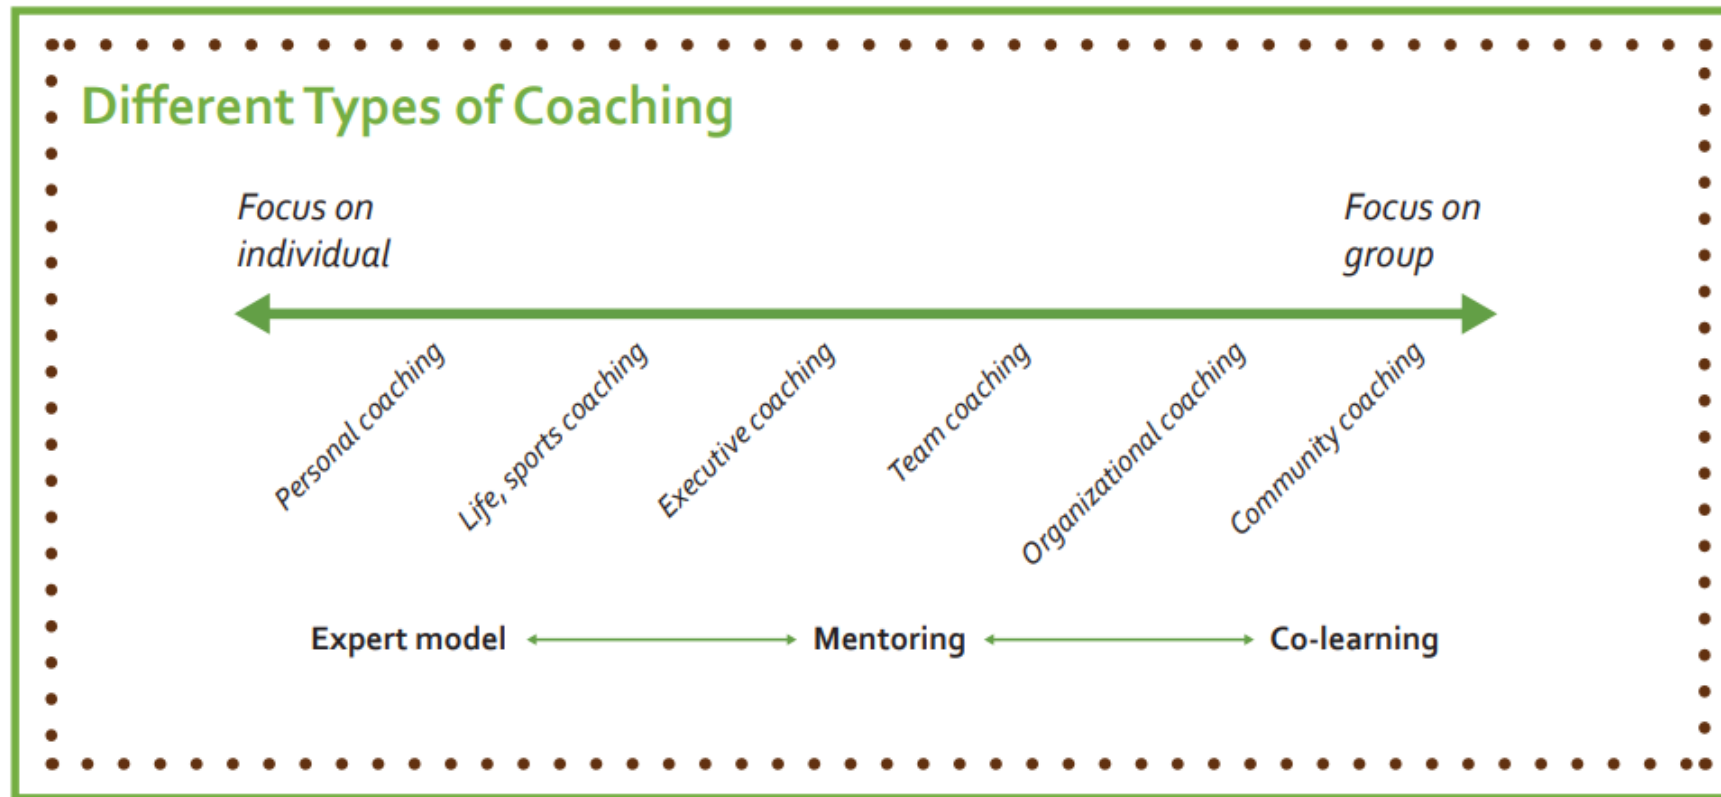 Different Types of Coaching
Focus on
individual
Focus on
group
Personal coaching
Life, sports coaching
Executive coaching
Team coaching
Organizational coaching
Community coaching
Expert model
Mentoring
Co-learning